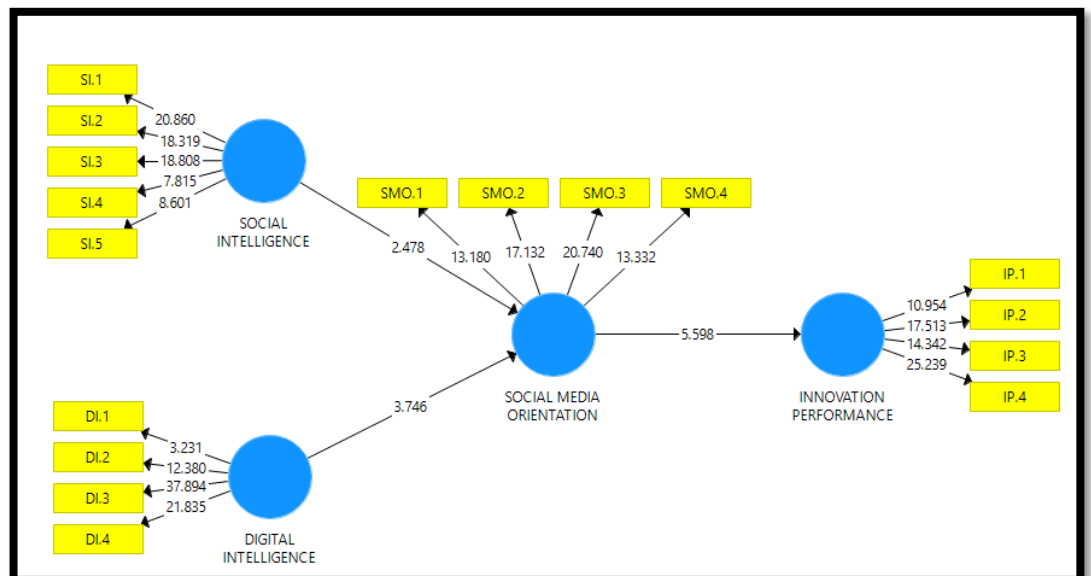 SI.1
SI.2
SI.3
SI.4
SI.5
20.860
18.319
18.808
7.815
8.601
SOCIAL
INTELLIGENCE
2.478
SMO.1
SMO.2
SMO.3
SMO.4
13.180
17.132
20.740
13.332
SOCIAL MEDIA
ORIENTATION
5.598
IP.1
IP.2
IP.3
IP.4
10.954
17.513
14.342
25.239
INNOVATION
PERFORMANCE
3.746
DI.1
DI.2
DI.3
DI.4
3.231
12.380
37.894
21.835
DIGITAL
INTELLIGENCE